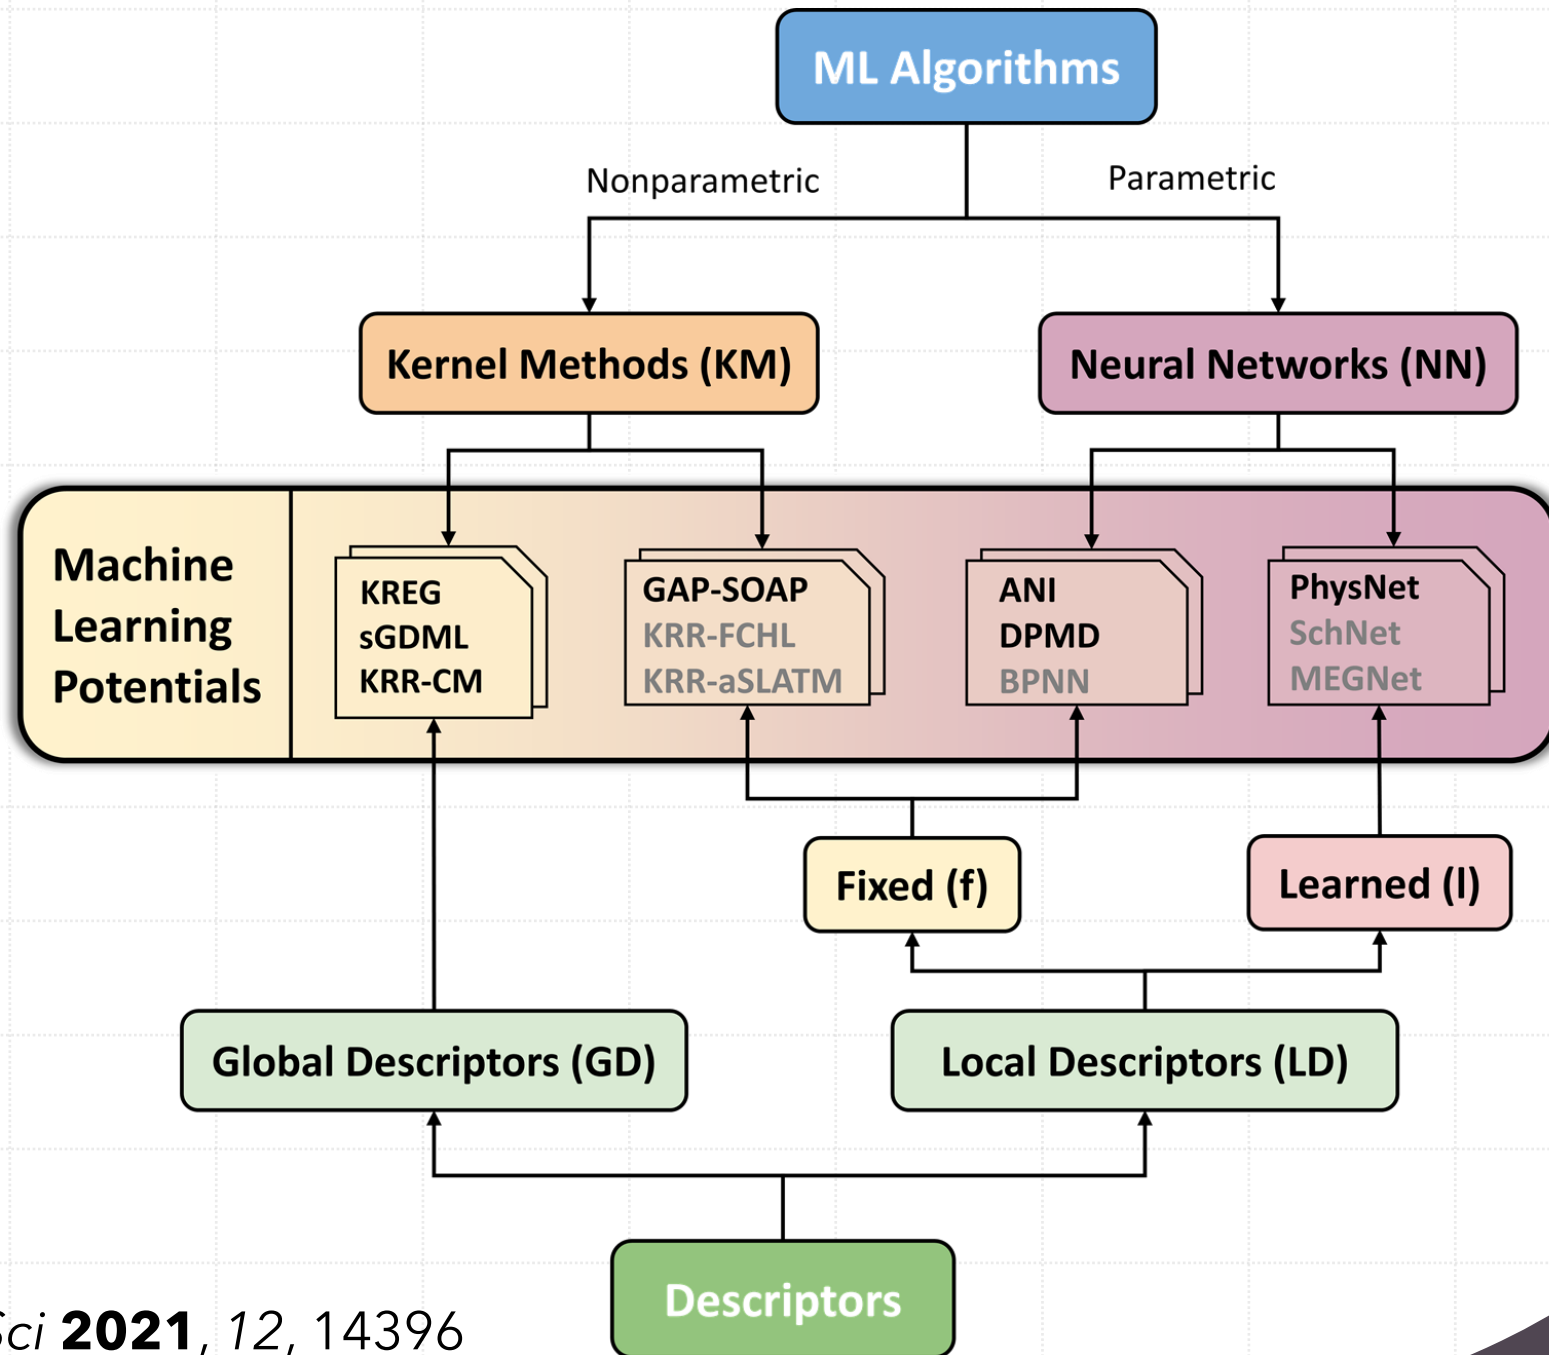 ML Algorithms
Nonparametric
Parametric
Kernel Methods (KM)
Neural Networks (NN)
Machine
Learning
Potentials
KREG
sGDML
KRR-CM
GAP-SOAP
KRR-FCHL
KRR-aSLATM
ANI
DPMD
BPNN
PhysNet
SchNet
MEGNet
Fixed (f)
Learned (l)
Global Descriptors (GD)
Local Descriptors (LD)
Descriptors
Sci 2021, 12, 14396